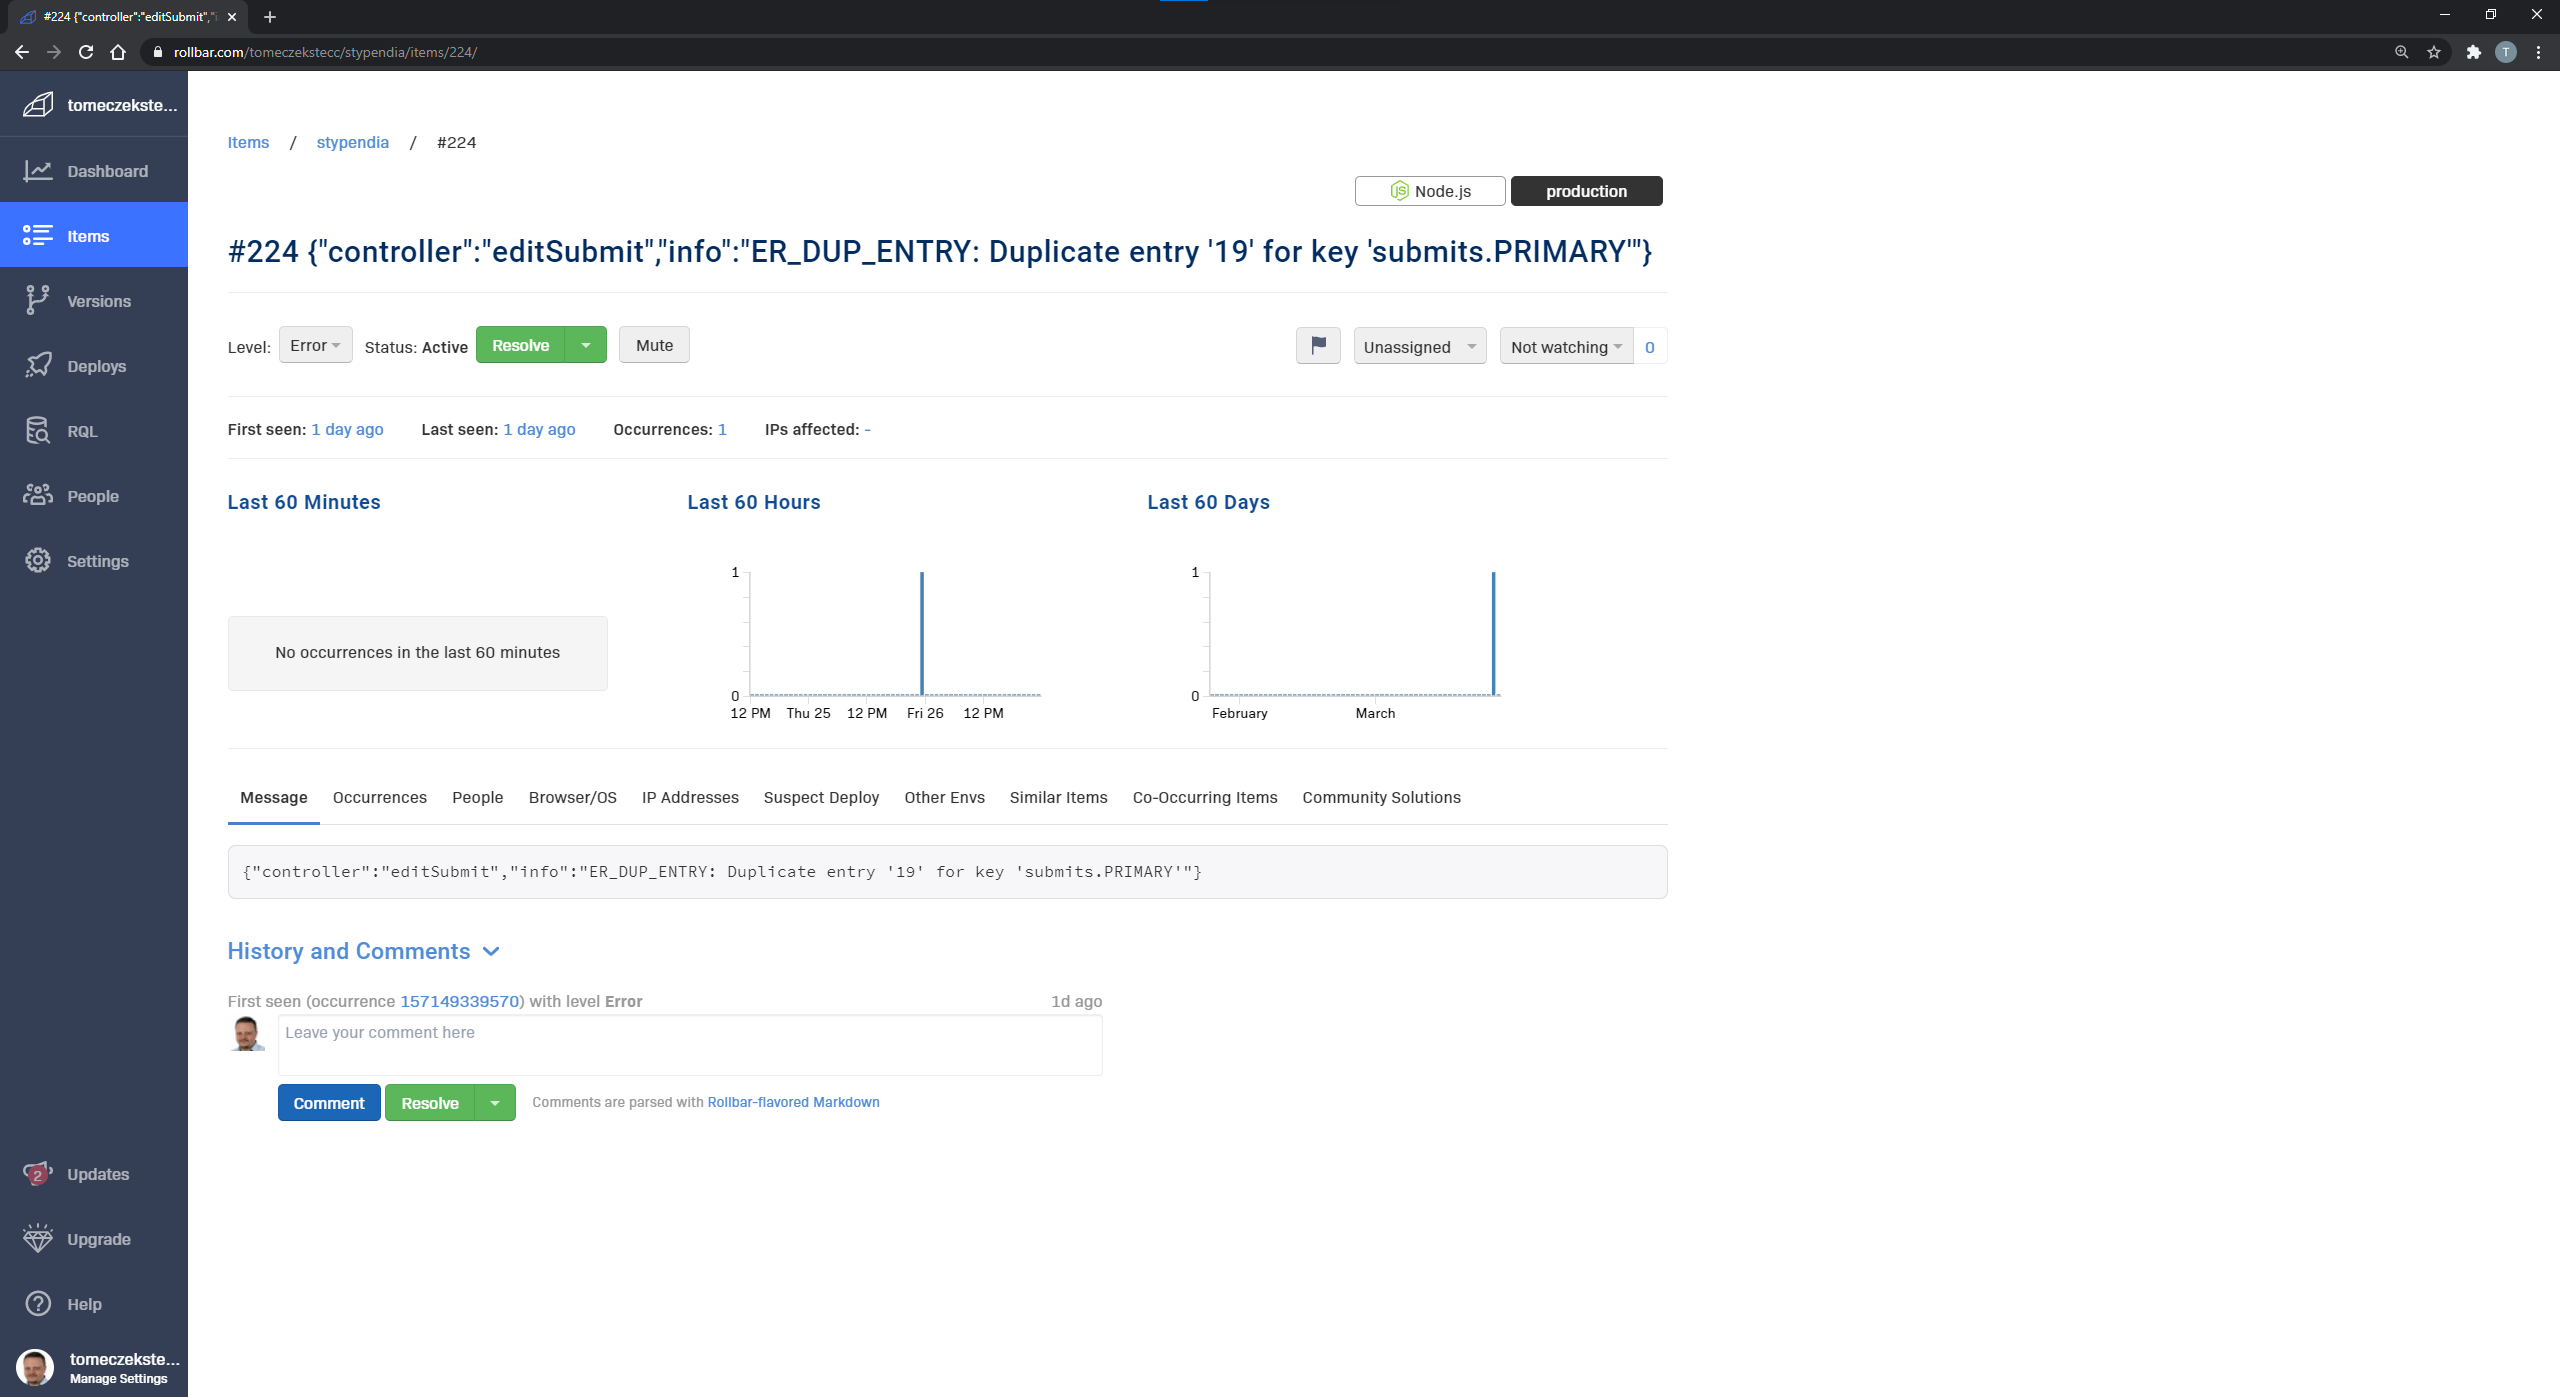 #224 {"controller":"editSubmit","i
rollbar.com/tomeczekstecc/stypendia/items/224/
T
tomeczekste...
Dashboard
Items
Versions
Deploys
RQL
People
Settings
2
Updates
Upgrade
Help
tomeczekste...
Manage Settings
Items / stypendia / #224
JS Node.js
production
#224 {"controller":"editSubmit","info":"ER_DUP_ENTRY: Duplicate entry '19' for key 'submits.PRIMARY'"}
Level: Error Status: Active Resolve Mute Unassigned Not watching 0
First seen: 1 day ago Last seen: 1 day ago Occurrences: 1 IPs affected: -
Last 60 Minutes
No occurrences in the last 60 minutes
Last 60 Hours
1
0
12 PM Thu 25 12 PM Fri 26 12 PM
Last 60 Days
1
0
February March
Message Occurrences People Browser/OS IP Addresses Suspect Deploy Other Envs Similar Items Co-Occurring Items Community Solutions
{"controller":"editSubmit","info":"ER_DUP_ENTRY: Duplicate entry '19' for key 'submits.PRIMARY'"}
History and Comments
First seen (occurrence 157149339570) with level Error 1d ago
Leave your comment here
Comment Resolve Comments are parsed with Rollbar-flavored Markdown